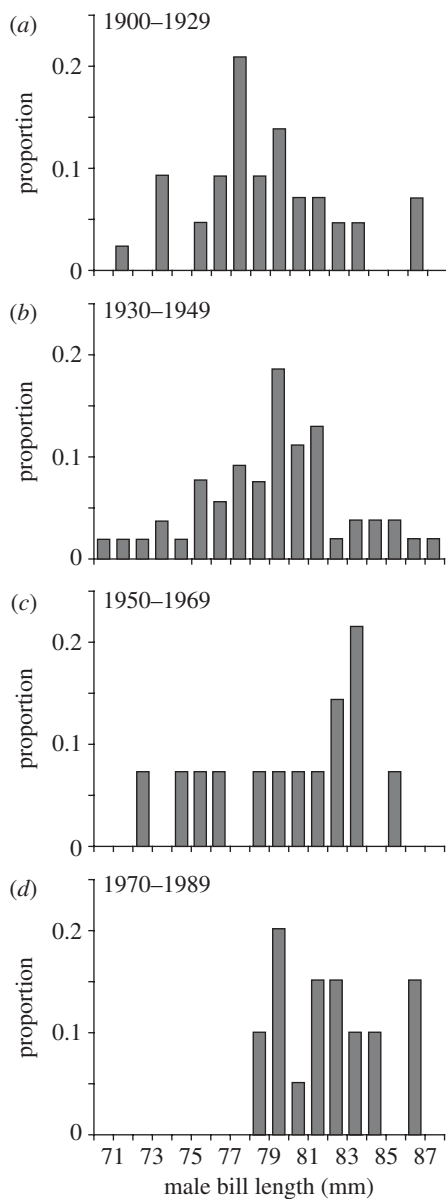 (a) 1900–1929
0.2
0.1
0
proportion
(b) 1930–1949
0.2
0.1
0
proportion
(c) 1950–1969
0.2
0.1
0
proportion
(d) 1970–1989
0.2
0.1
0
proportion
71 73 75 77 79 81 83 85 87
male bill length (mm)